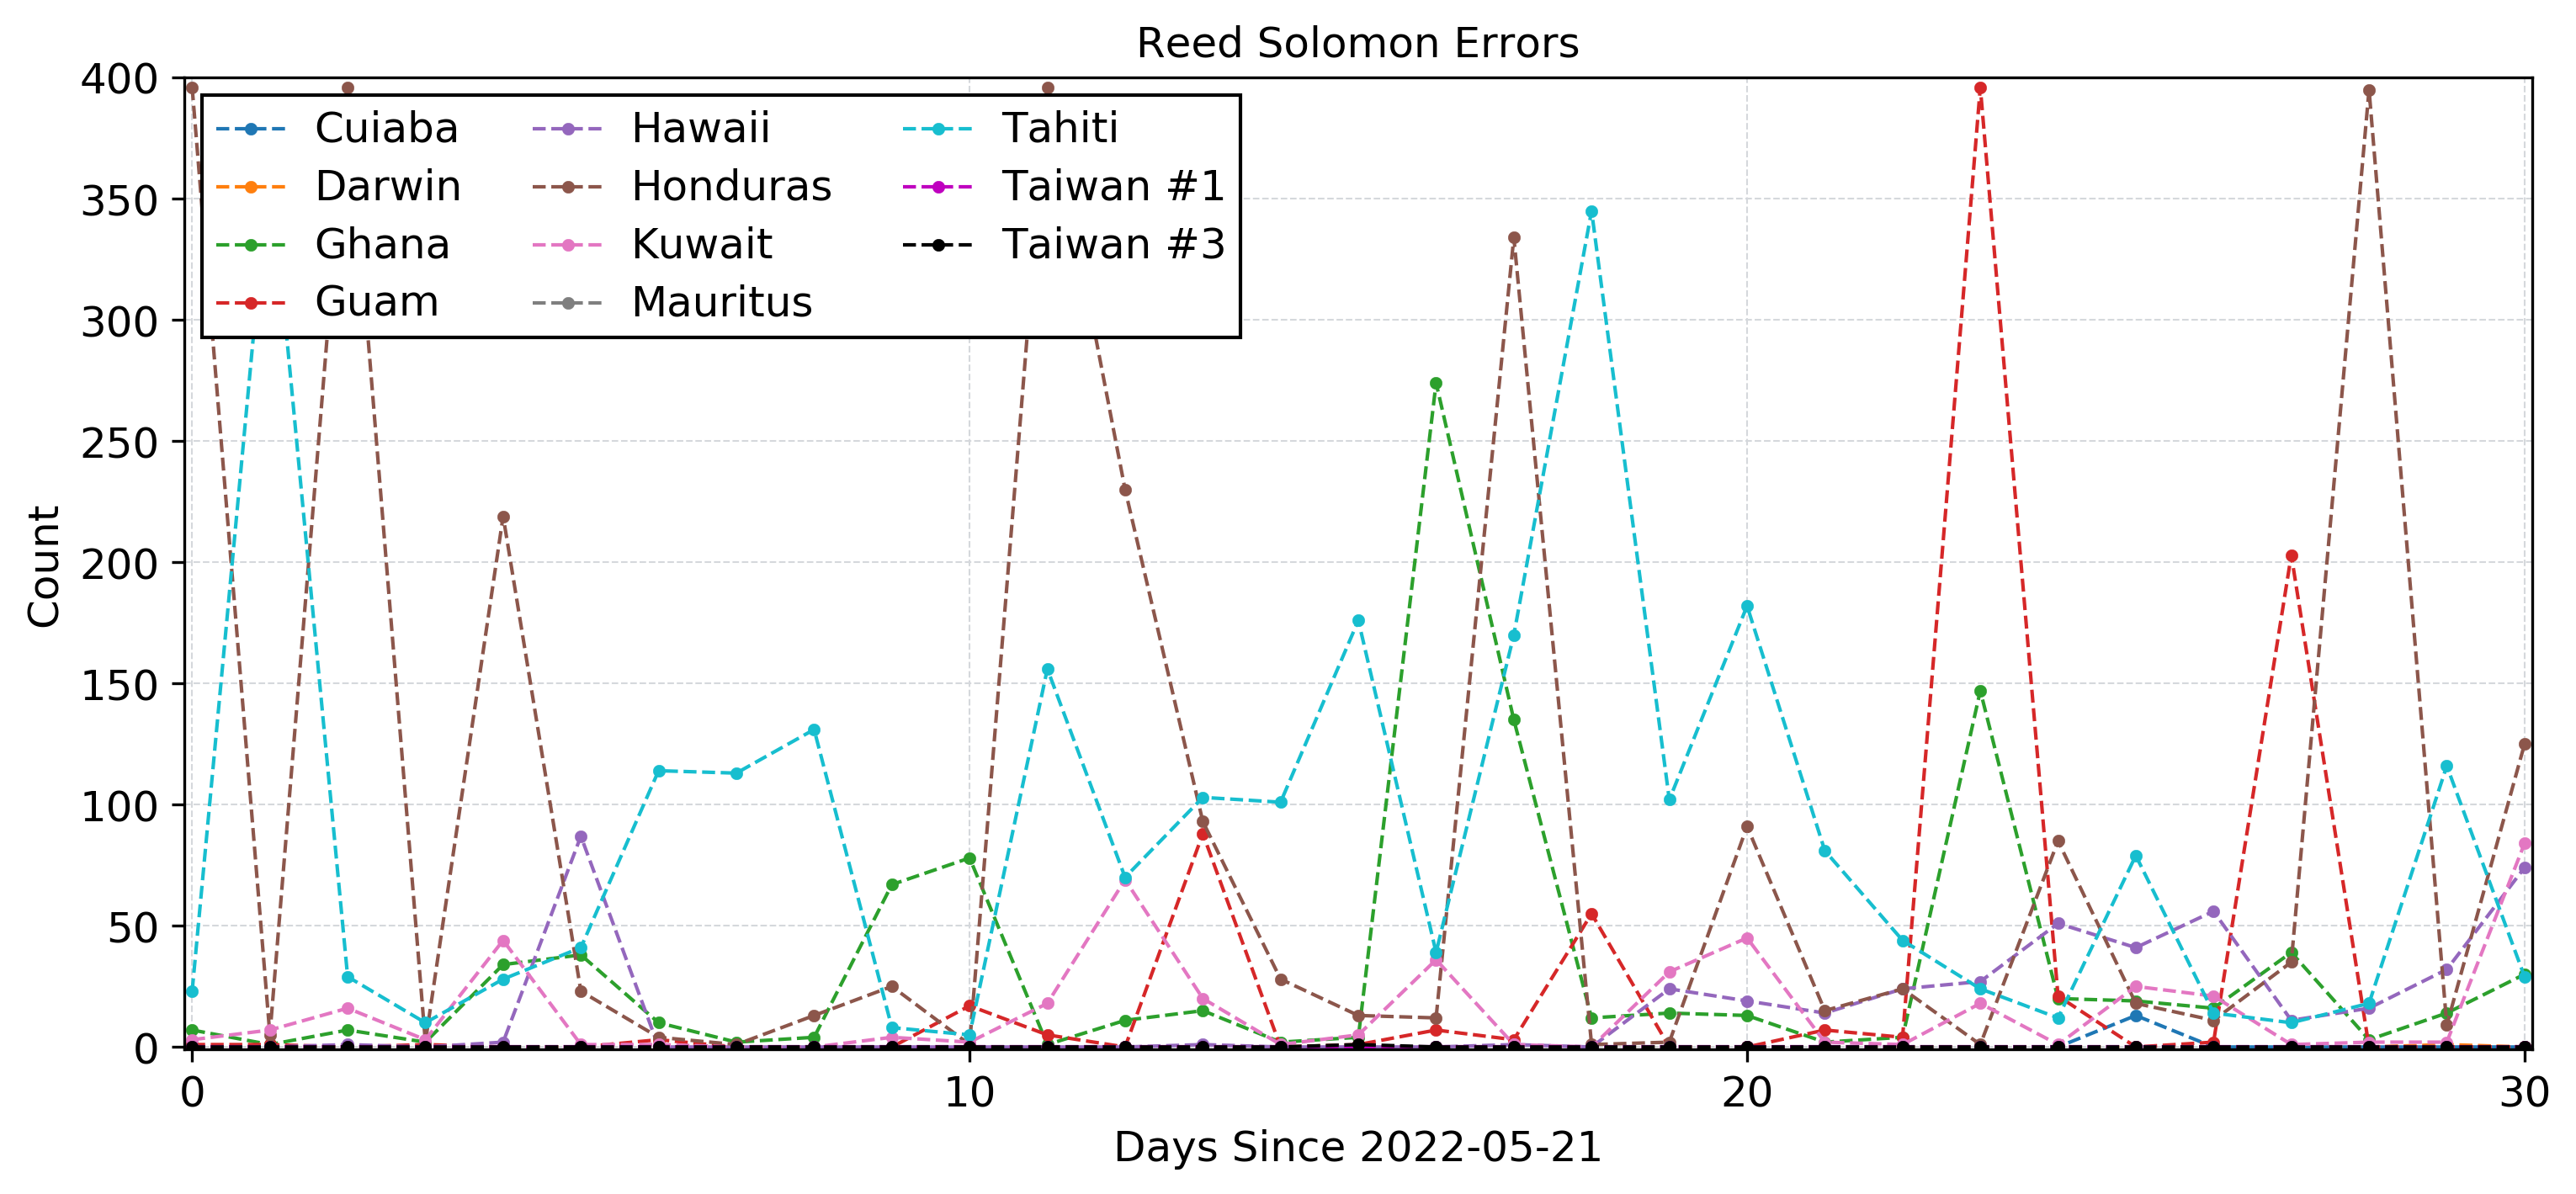 Reed Solomon Errors
400
350
300
250
200
150
100
50
0
Count
Cuiaba
Darwin
Ghana
Guam
Hawaii
Honduras
Kuwait
Mauritus
Tahiti
Taiwan #1
Taiwan #3
0 10 20 30
Days Since 2022-05-21